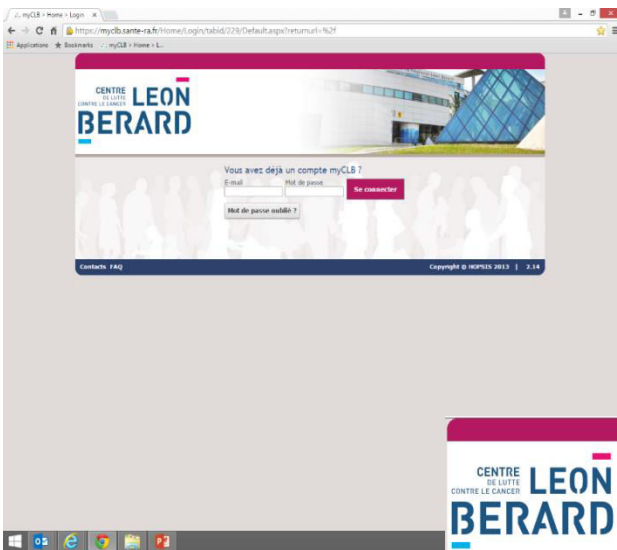 myCLB > Home > Login
https://myclb.sante-ra.fr/Home/Login/tabid/229/Default.aspx?returnurl=%2f
Applications Bookmarks myCLB > Home > L...
CENTRE
DE LUTTE
CONTRE LE CANCER
LEON
BERARD
Vous avez déjà un compte myCLB ?
E-mail Mot de passe
Se connecter
Mot de passe oublié ?
Contacts FAQ Copyright © HOPSIS 2013 | 2.14
CENTRE
DE LUTTE
CONTRE LE CANCER
LEON
BERARD